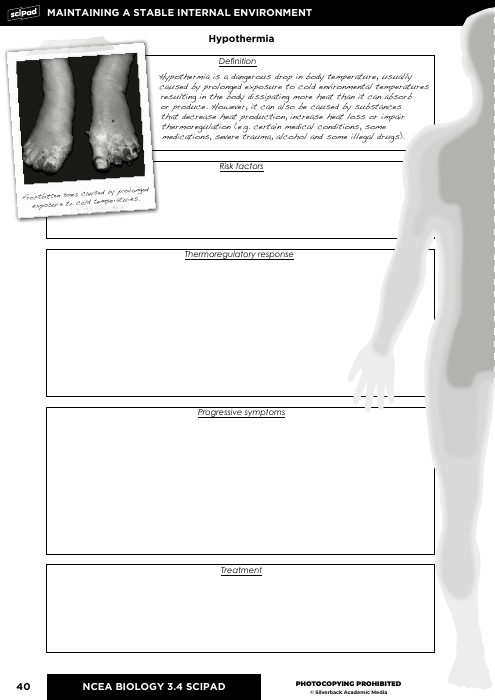 scipad
MAINTAINING A STABLE INTERNAL ENVIRONMENT
Hypothermia
Definition
Hypothermia is a dangerous drop in body temperature, usually
caused by prolonged exposure to cold environmental temperatures
resulting in the body dissipating more heat than it can absorb
or produce. However, it can also be caused by substances
that decrease heat production, increase heat loss or impair
thermoregulation (e.g. certain medical conditions, some
medications, severe trauma, alcohol and some illegal drugs).
Frostbitten toes caused by prolonged
exposure to cold temperatures.
Risk factors
Thermoregulatory response
Progressive symptoms
Treatment
40
NCEA BIOLOGY 3.4 SCIPAD
PHOTOCOPYING PROHIBITED
© Silverback Academic Media